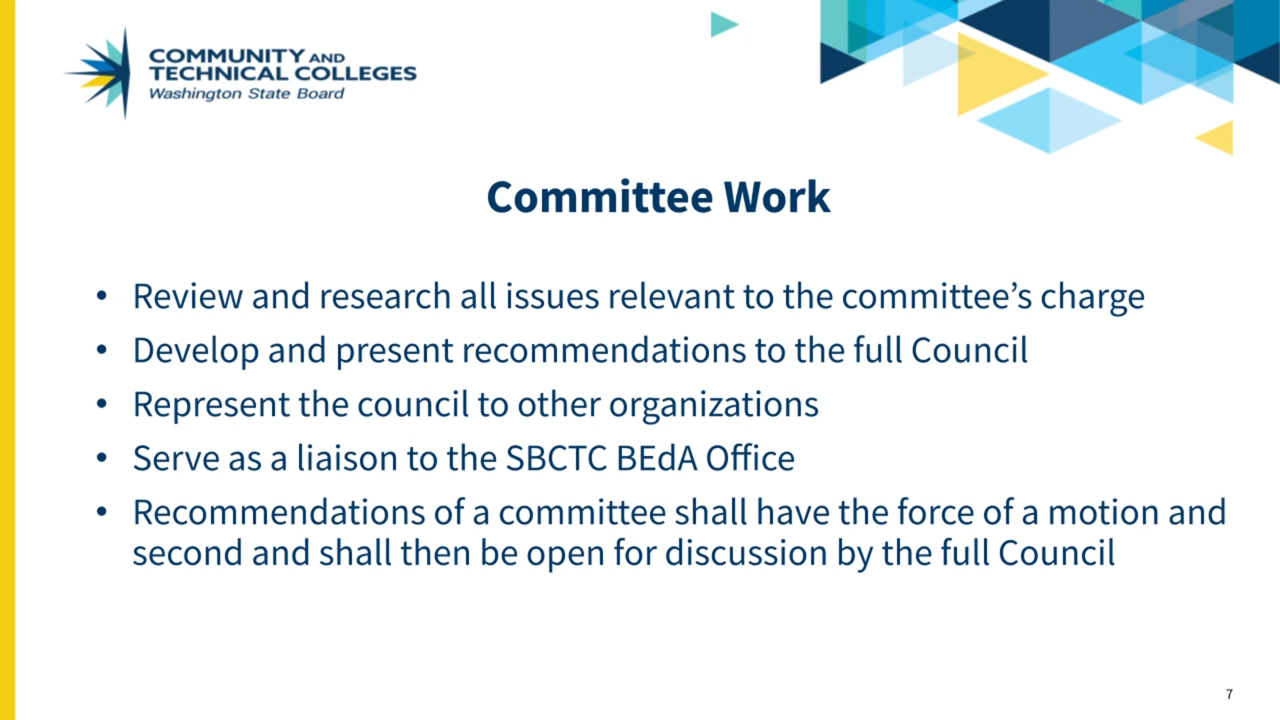 COMMUNITY AND
TECHNICAL COLLEGES
Washington State Board
Committee Work
• Review and research all issues relevant to the committee’s charge
• Develop and present recommendations to the full Council
• Represent the council to other organizations
• Serve as a liaison to the SBCTC BEdA Office
• Recommendations of a committee shall have the force of a motion and
second and shall then be open for discussion by the full Council
7